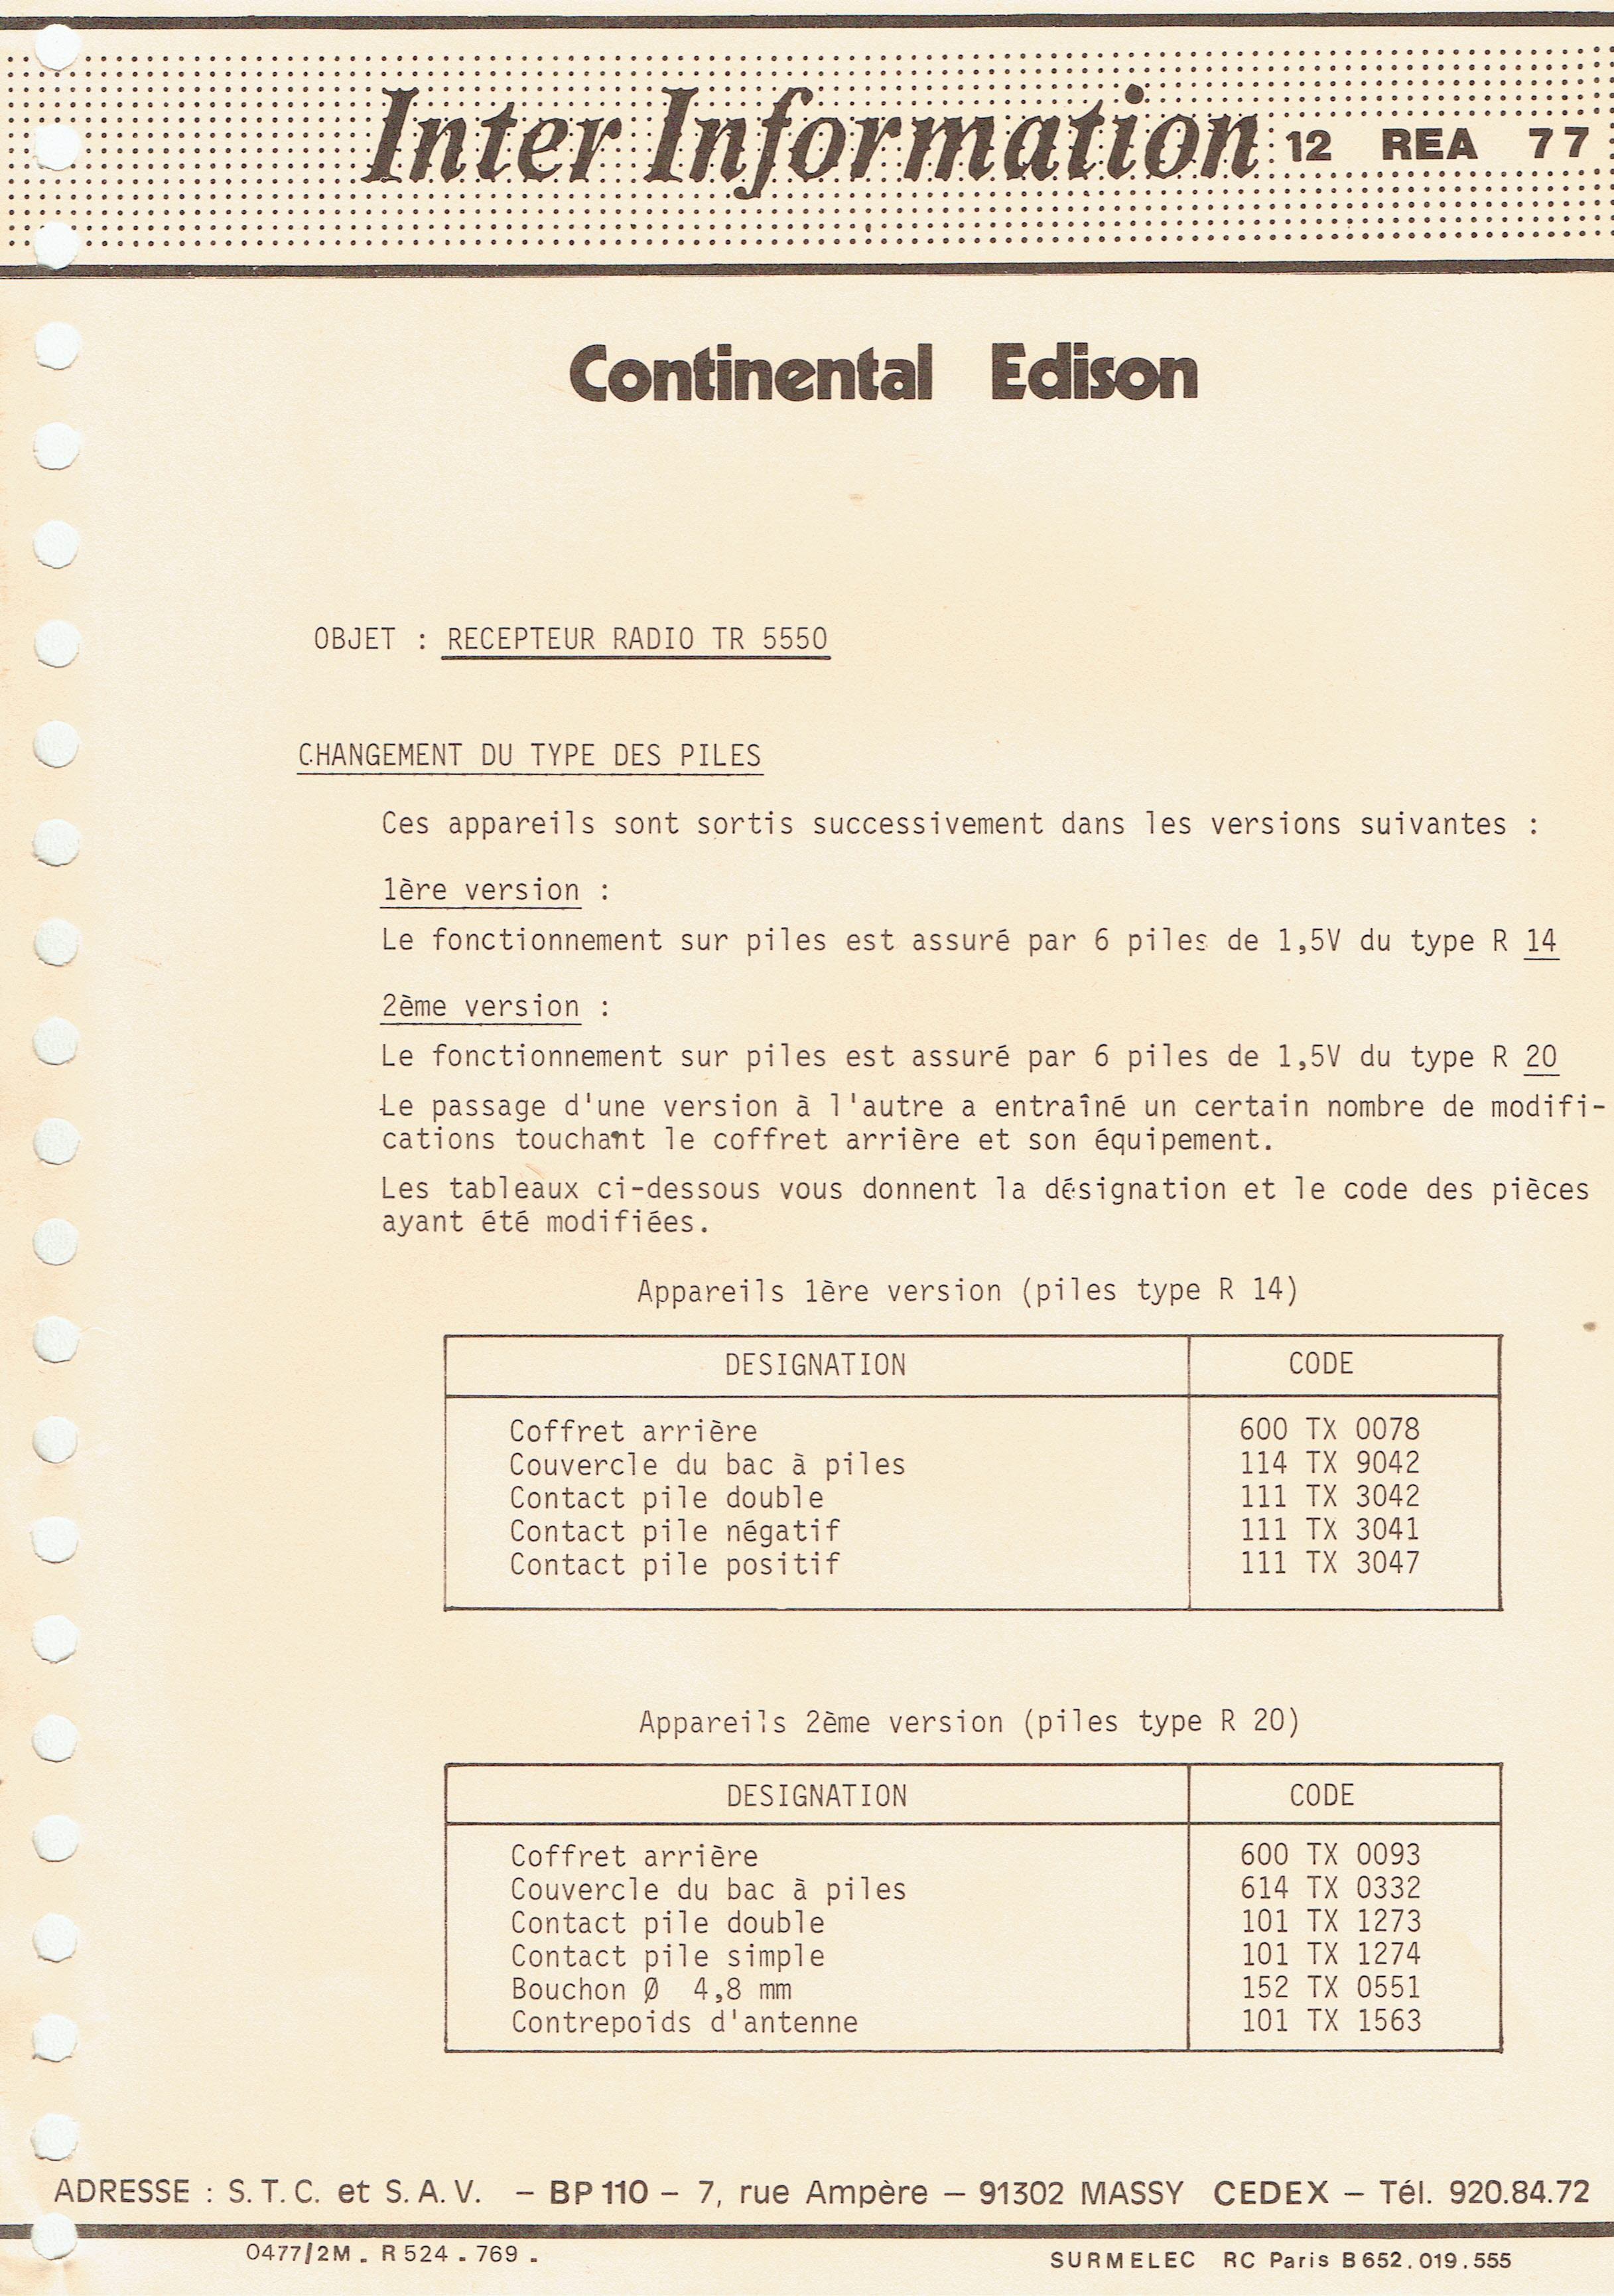 Inter Information 12 REA 77
Continental Edison
OBJET : RECEPTEUR RADIO TR 5550
CHANGEMENT DU TYPE DES PILES
Ces appareils sont sortis successivement dans les versions suivantes :
1ère version :
Le fonctionnement sur piles est assuré par 6 piles de 1,5V du type R 14
2ème version :
Le fonctionnement sur piles est assuré par 6 piles de 1,5V du type R 20
Le passage d'une version à l'autre a entraîné un certain nombre de modifi-
cations touchant le coffret arrière et son équipement.
Les tableaux ci-dessous vous donnent la désignation et le code des pièces
ayant été modifiées.
Appareils 1ère version (piles type R 14)
DESIGNATION CODE
Coffret arrière 600 TX 0078
Couvercle du bac à piles 114 TX 9042
Contact pile double 111 TX 3042
Contact pile négatif 111 TX 3041
Contact pile positif 111 TX 3047
Appareils 2ème version (piles type R 20)
DESIGNATION CODE
Coffret arrière 600 TX 0093
Couvercle du bac à piles 614 TX 0332
Contact pile double 101 TX 1273
Contact pile simple 101 TX 1274
Bouchon Ø 4,8 mm 152 TX 0551
Contrepoids d'antenne 101 TX 1563
ADRESSE : S.T.C. et S.A.V. – BP 110 – 7, rue Ampère – 91302 MASSY CEDEX – Tél. 920.84.72
0477/2M. R 524.769.
SURMELEC RC Paris B 652.019.555